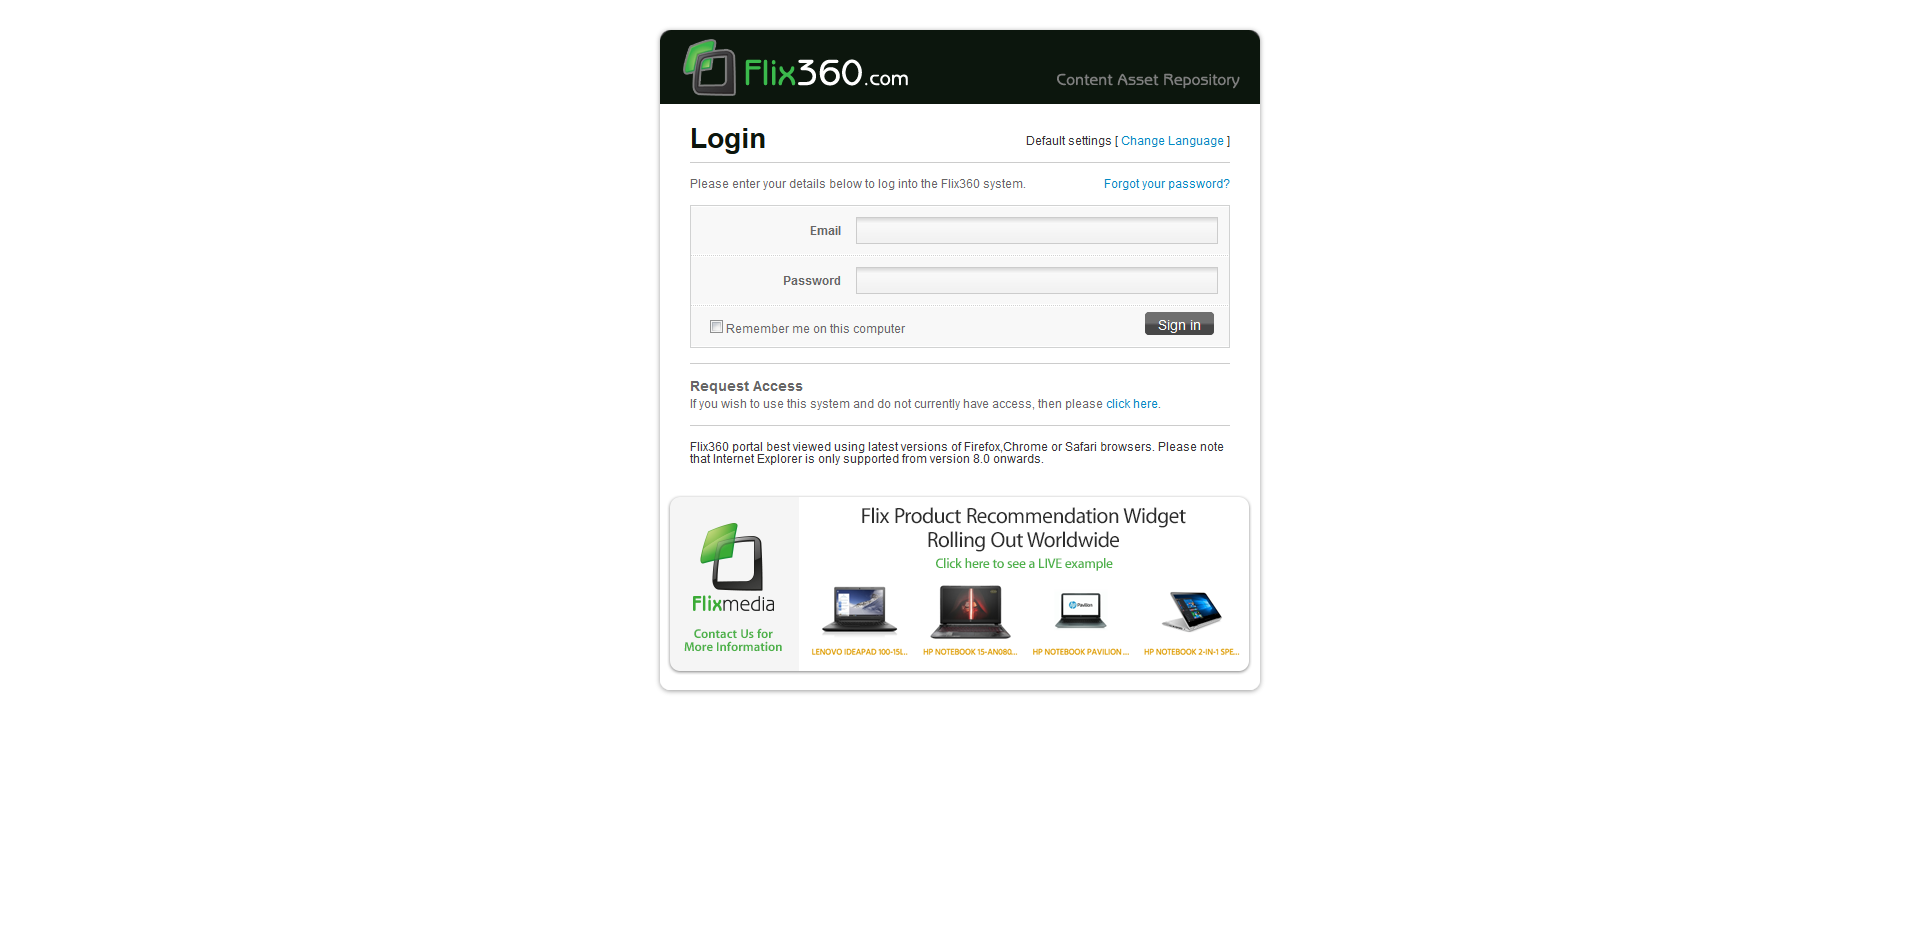 Flix360.com
Content Asset Repository
Login
Default settings [ Change Language ]
Please enter your details below to log into the Flix360 system.
Forgot your password?
Email
Password
Remember me on this computer
Sign in
Request Access
If you wish to use this system and do not currently have access, then please click here.
Flix360 portal best viewed using latest versions of Firefox,Chrome or Safari browsers. Please note
that Internet Explorer is only supported from version 8.0 onwards.
Flixmedia
Contact Us for
More Information
Flix Product Recommendation Widget
Rolling Out Worldwide
Click here to see a LIVE example
LENOVO IDEAPAD 100-15I...
HP NOTEBOOK 15-AN080...
HP NOTEBOOK PAVILION ...
HP NOTEBOOK 2-IN-1 SPE...